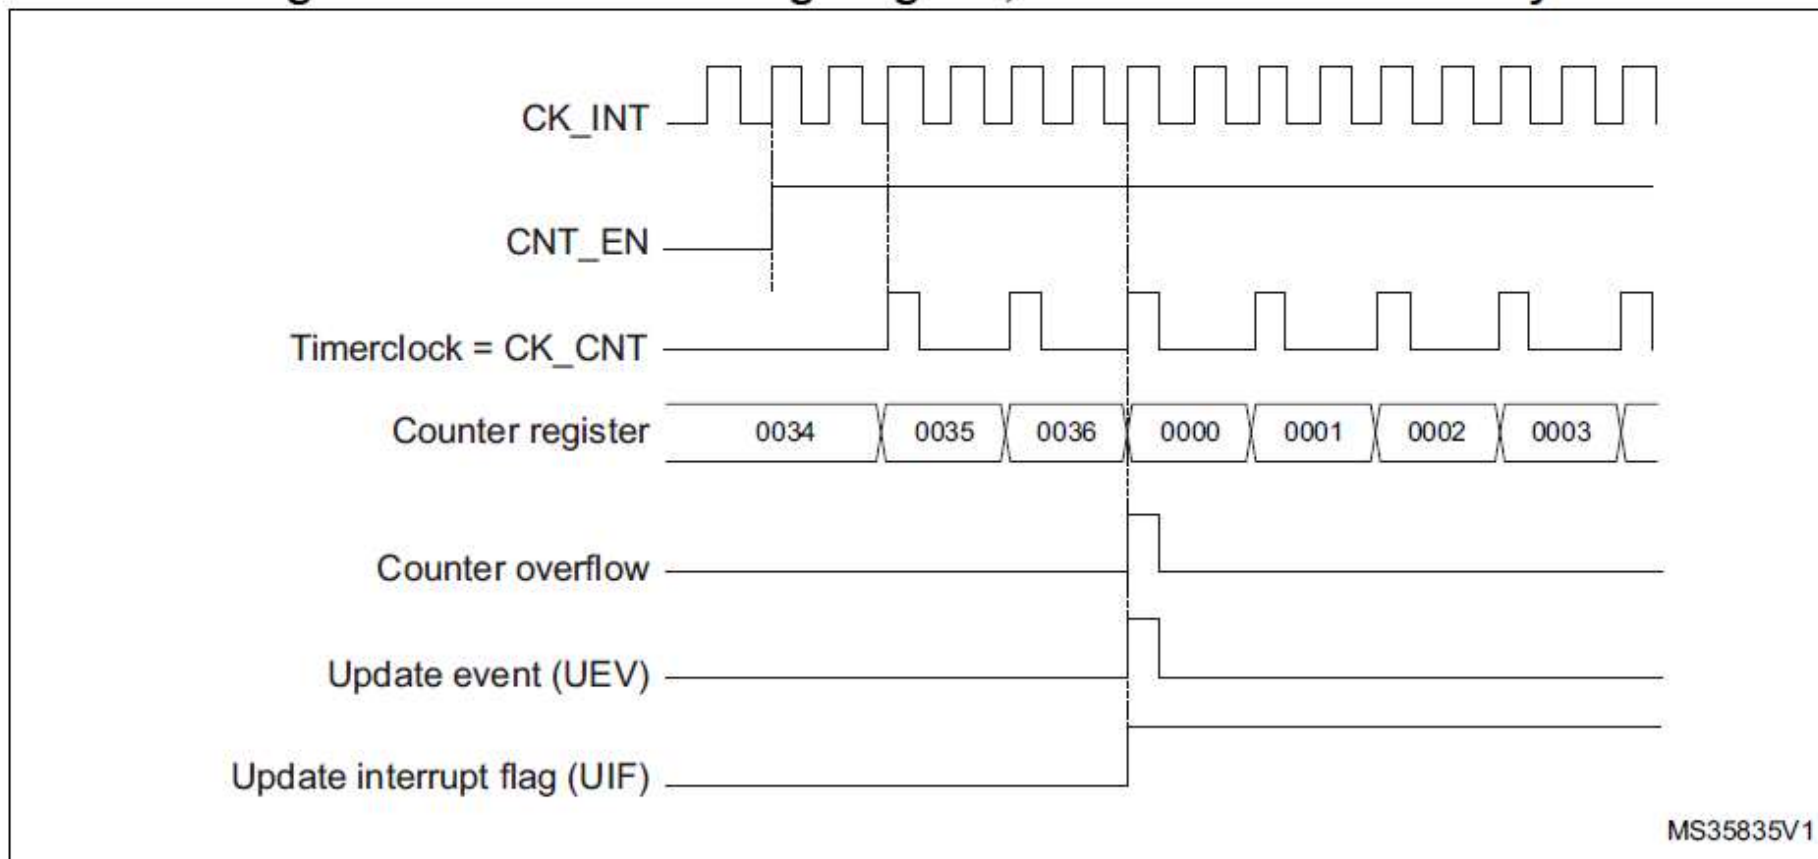 CK_INT
CNT_EN
Timerclock = CK_CNT
Counter register 0034 0035 0036 0000 0001 0002 0003
Counter overflow
Update event (UEV)
Update interrupt flag (UIF)
MS35835V1